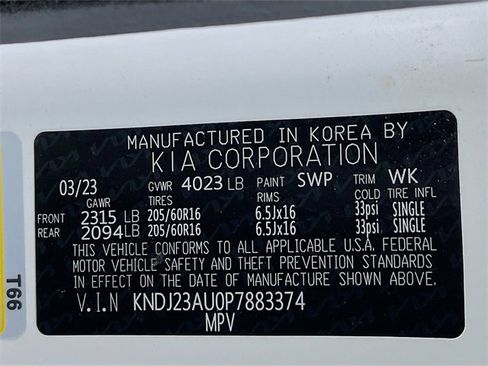 MANUFACTURED IN KOREA BY
KIA CORPORATION
03/23 GVWR 4023 LB PAINT SWP TRIM WK
GAWR TIRES RIMS COLD TIRE INFL
FRONT 2315 LB 205/60R16 6.5Jx16 33psi SINGLE
REAR 2094 LB 205/60R16 6.5Jx16 33psi SINGLE
THIS VEHICLE CONFORMS TO ALL APPLICABLE U.S.A. FEDERAL
MOTOR VEHICLE SAFETY AND THEFT PREVENTION STANDARDS
IN EFFECT ON THE DATE OF MANUFACTURE SHOWN ABOVE.
V.I.N KNDJ23AU0P7883374
MPV
T66